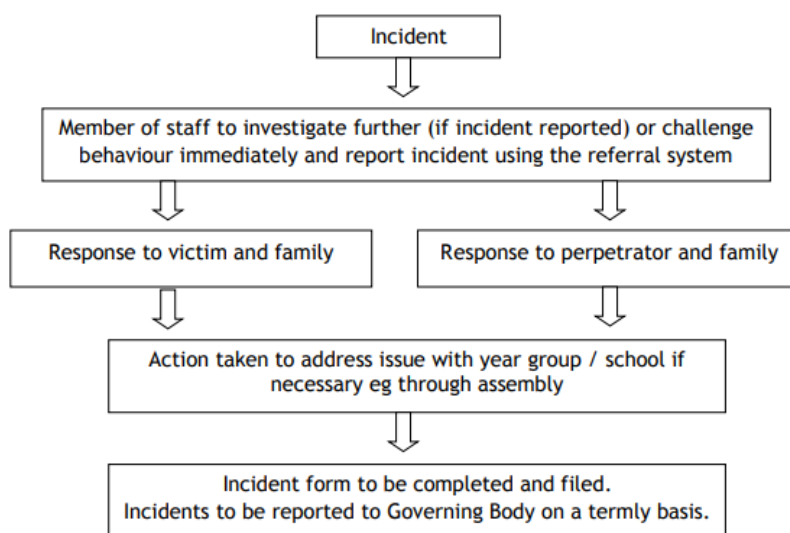 Incident
Member of staff to investigate further (if incident reported) or challenge
behaviour immediately and report incident using the referral system
Response to victim and family
Response to perpetrator and family
Action taken to address issue with year group / school if
necessary eg through assembly
Incident form to be completed and filed.
Incidents to be reported to Governing Body on a termly basis.